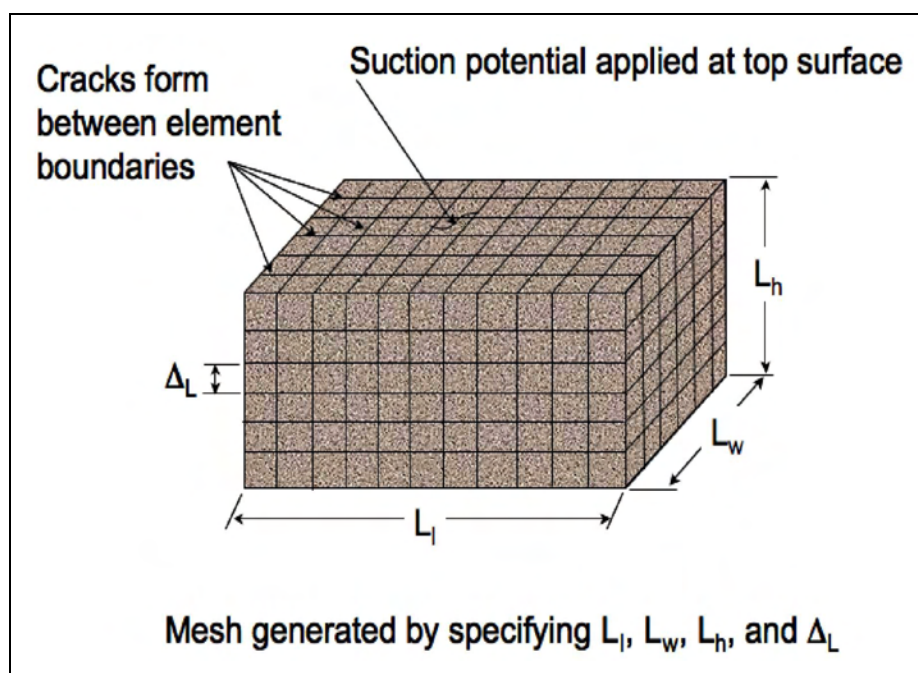 Suction potential applied at top surface
Cracks form
between element
boundaries
L_h
Δ_L
L_w
L_l
Mesh generated by specifying L_l, L_w, L_h, and Δ_L